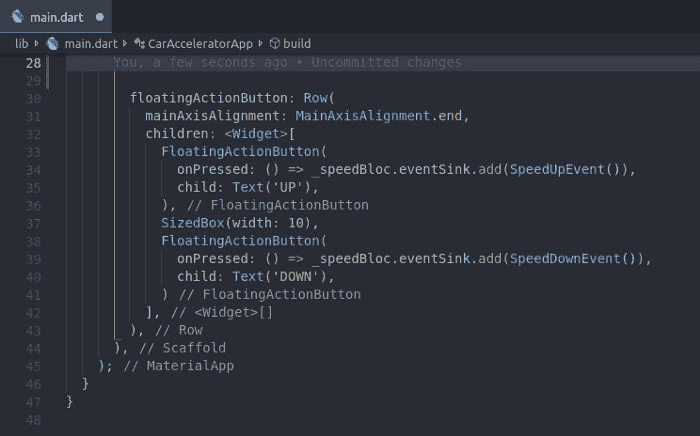 main.dart
lib main.dart CarAcceleratorApp build
28 You, a few seconds ago • Uncommitted changes
29
30 floatingActionButton: Row(
31 mainAxisAlignment: MainAxisAlignment.end,
32 children: <Widget>[
33 FloatingActionButton(
34 onPressed: () => _speedBloc.eventSink.add(SpeedUpEvent()),
35 child: Text('UP'),
36 ), // FloatingActionButton
37 SizedBox(width: 10),
38 FloatingActionButton(
39 onPressed: () => _speedBloc.eventSink.add(SpeedDownEvent()),
40 child: Text('DOWN'),
41 ) // FloatingActionButton
42 ], // <Widget>[]
43 ), // Row
44 ), // Scaffold
45 ); // MaterialApp
46 }
47 }
48